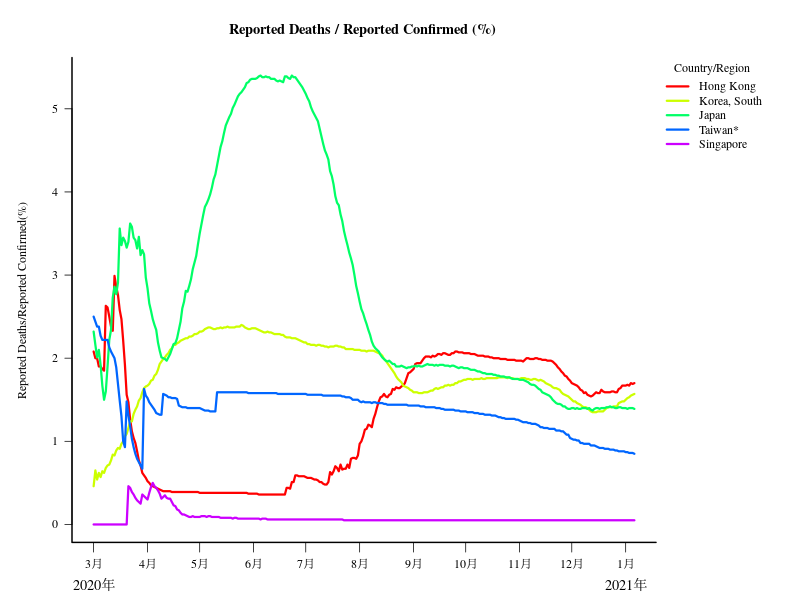 Reported Deaths / Reported Confirmed (%)
Country/Region
Hong Kong
Korea, South
Japan
Taiwan*
Singapore
Reported Deaths/Reported Confirmed(%)
5
4
3
2
1
0
3月 4月 5月 6月 7月 8月 9月 10月 11月 12月 1月
2020年 2021年